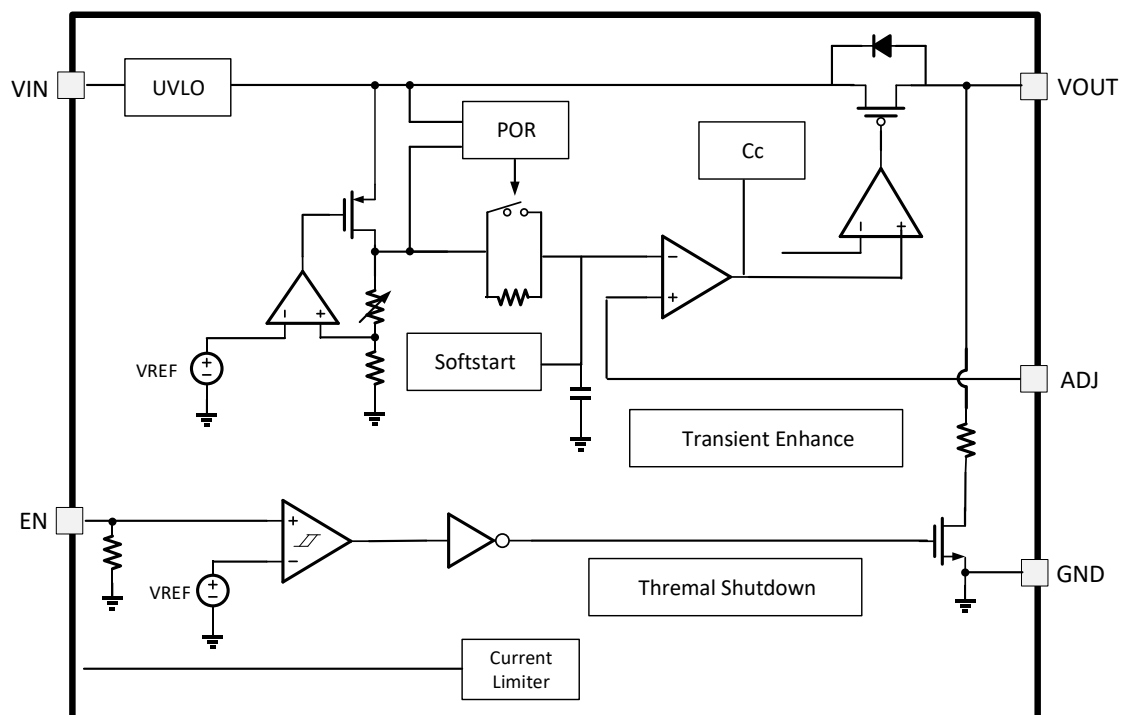 VIN
UVLO
VOUT
POR
Cc
VREF
Softstart
ADJ
Transient Enhance
EN
VREF
Thremal Shutdown
GND
Current
Limiter